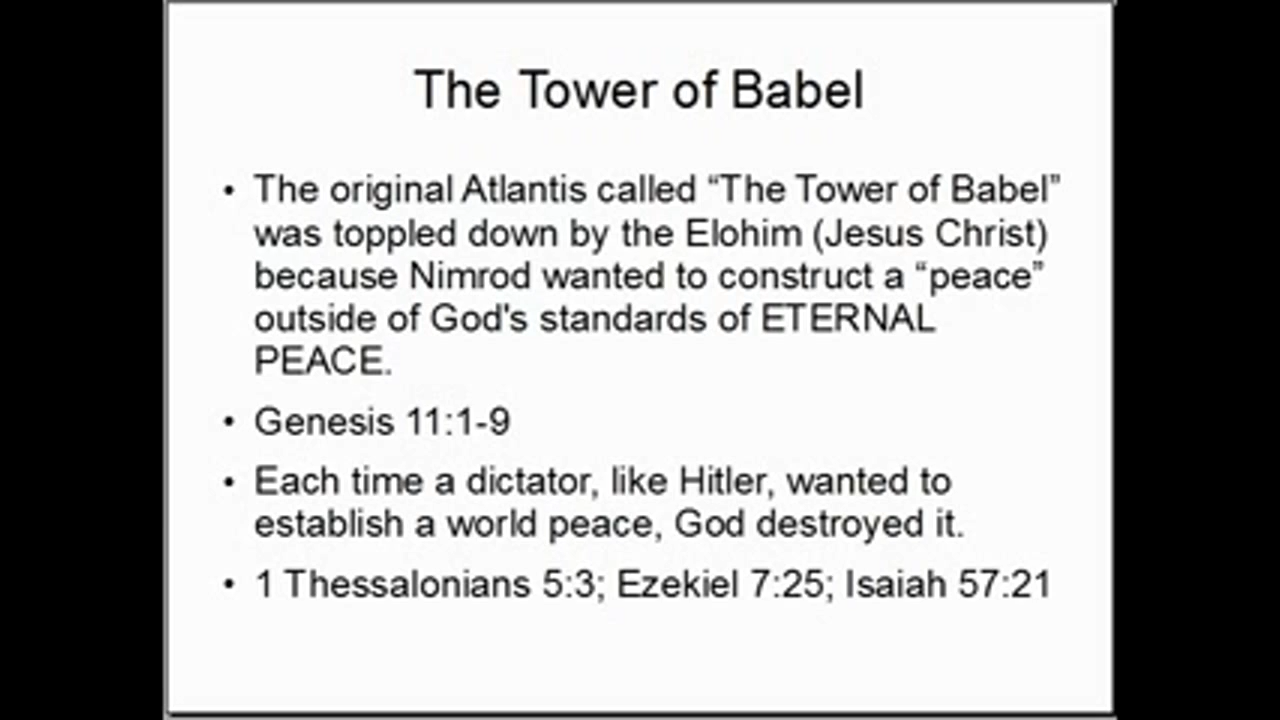 The Tower of Babel
• The original Atlantis called “The Tower of Babel”
was toppled down by the Elohim (Jesus Christ)
because Nimrod wanted to construct a “peace”
outside of God's standards of ETERNAL
PEACE.
• Genesis 11:1-9
• Each time a dictator, like Hitler, wanted to
establish a world peace, God destroyed it.
• 1 Thessalonians 5:3; Ezekiel 7:25; Isaiah 57:21